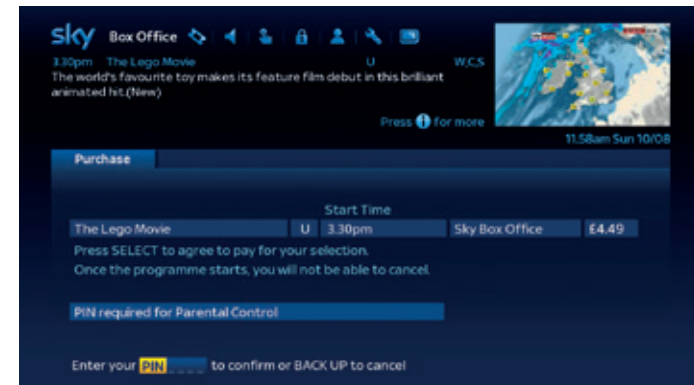 sky Box Office
3.30pm The Lego Movie U W,C,S
The world's favourite toy makes its feature film debut in this brilliant
animated hit.(New)
Press i for more
11.58am Sun 10/08
Purchase
Start Time
The Lego Movie U 3.30pm Sky Box Office £4.49
Press SELECT to agree to pay for your selection.
Once the programme starts, you will not be able to cancel.
PIN required for Parental Control
Enter your PIN _ _ _ _ to confirm or BACK UP to cancel